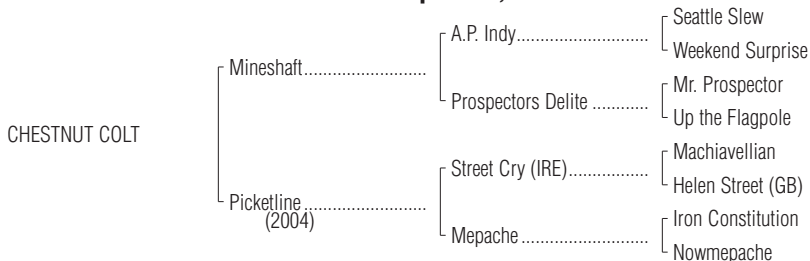 Seattle Slew
A.P. Indy
Weekend Surprise
Mineshaft
Mr. Prospector
Prospectors Delite
Up the Flagpole
CHESTNUT COLT
Machiavellian
Street Cry (IRE)
Helen Street (GB)
Picketline
(2004)
Iron Constitution
Mepache
Nowmepache